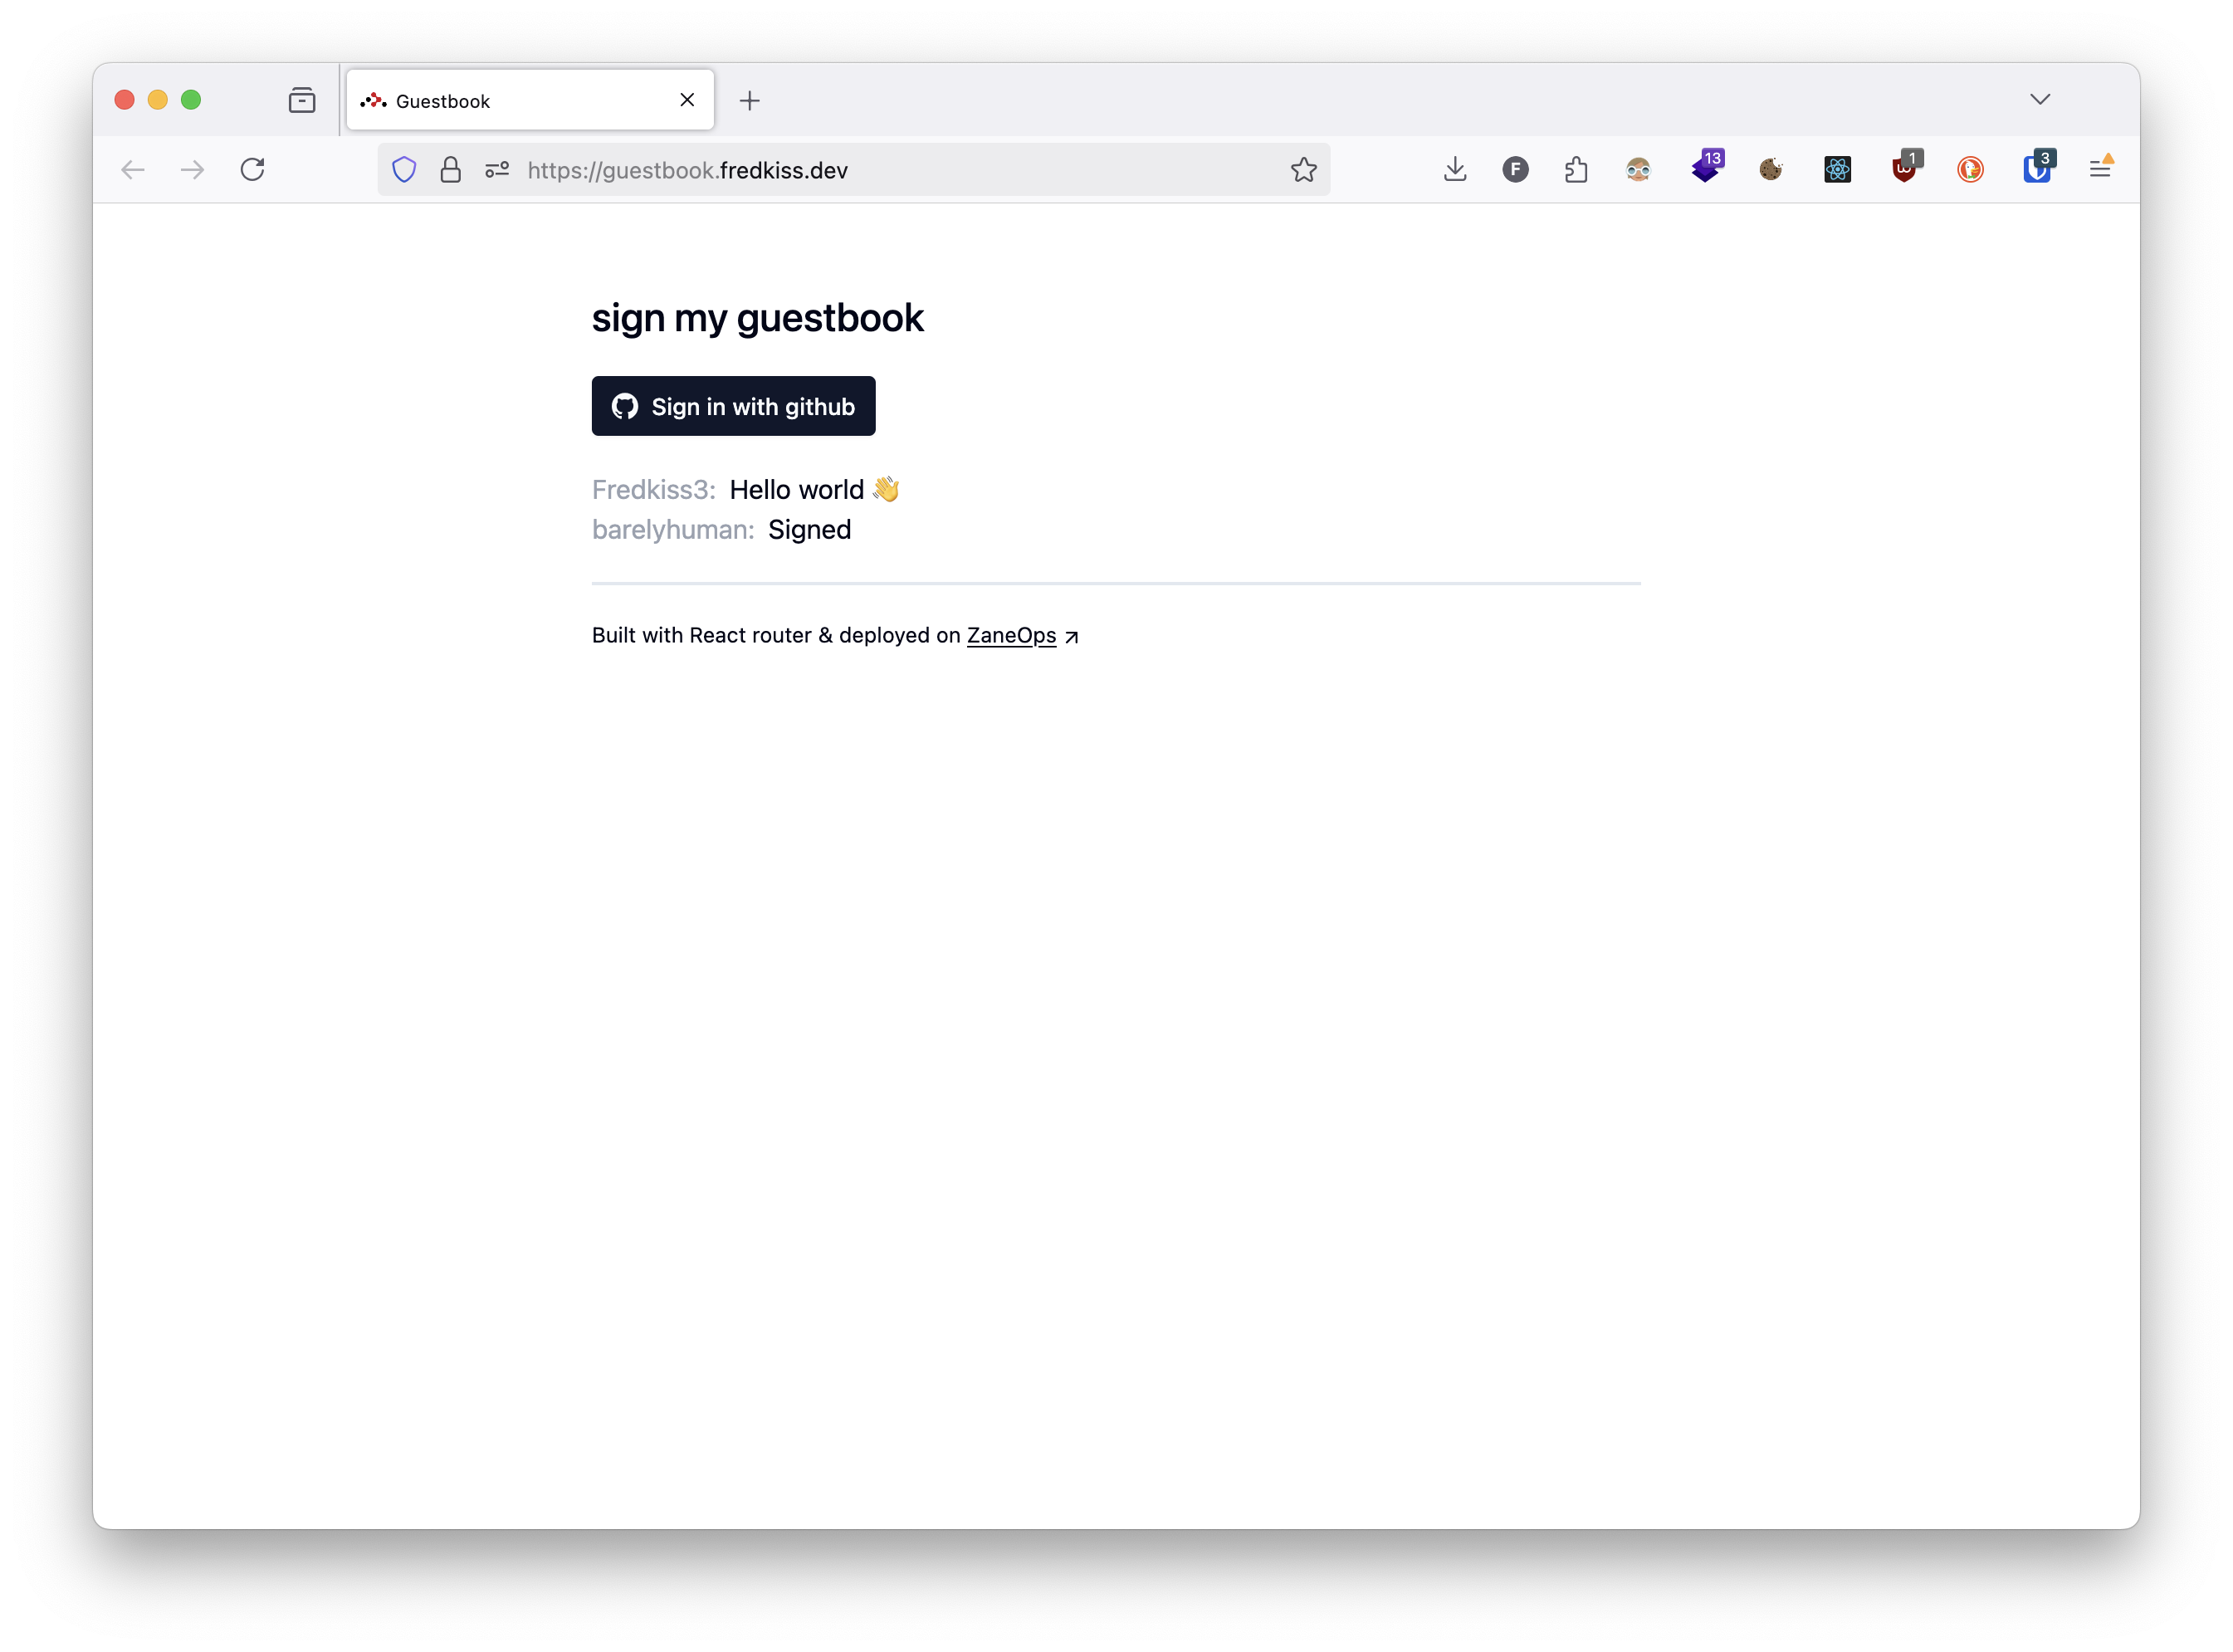 Guestbook
https://guestbook.fredkiss.dev
F
13
1
3
sign my guestbook
Sign in with github
Fredkiss3: Hello world 👋
barelyhuman: Signed
Built with React router & deployed on ZaneOps ↗